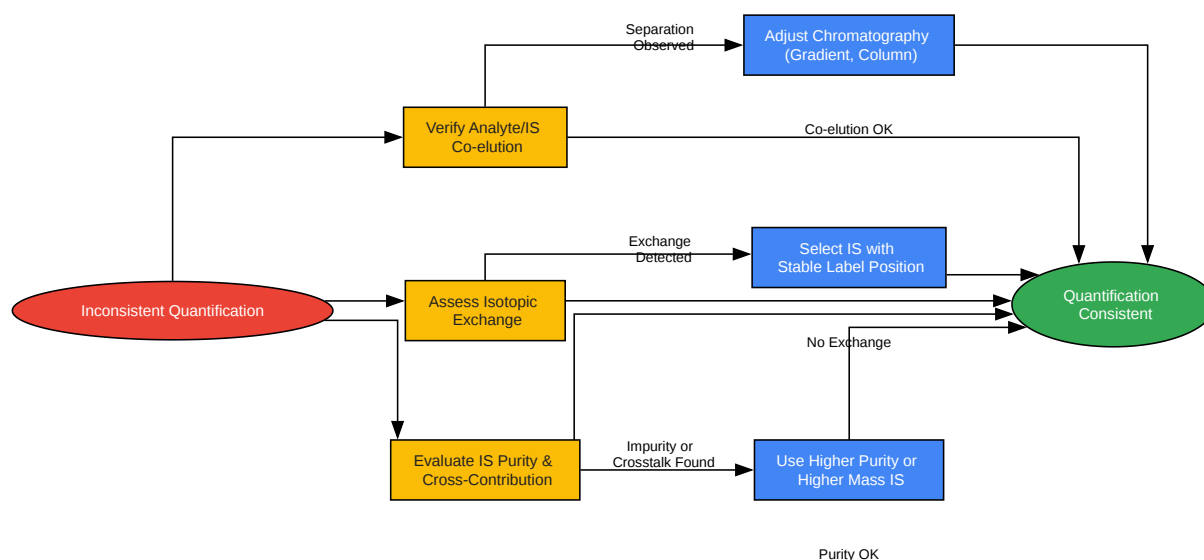 Separation
Observed
Adjust Chromatography
(Gradient, Column)
Verify Analyte/IS
Co-elution
Co-elution OK
Exchange
Detected
Select IS with
Stable Label Position
Inconsistent Quantification
Assess Isotopic
Exchange
Quantification
Consistent
No Exchange
Evaluate IS Purity &
Cross-Contribution
Impurity or
Crosstalk Found
Use Higher Purity or
Higher Mass IS
Purity OK